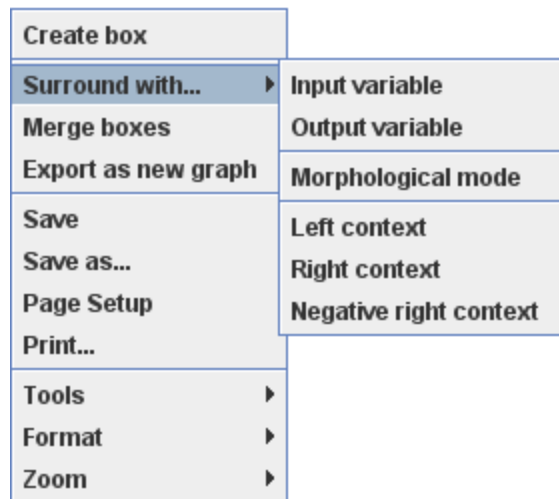 Create box
Surround with...
Merge boxes
Export as new graph
Save
Save as...
Page Setup
Print...
Tools
Format
Zoom
Input variable
Output variable
Morphological mode
Left context
Right context
Negative right context